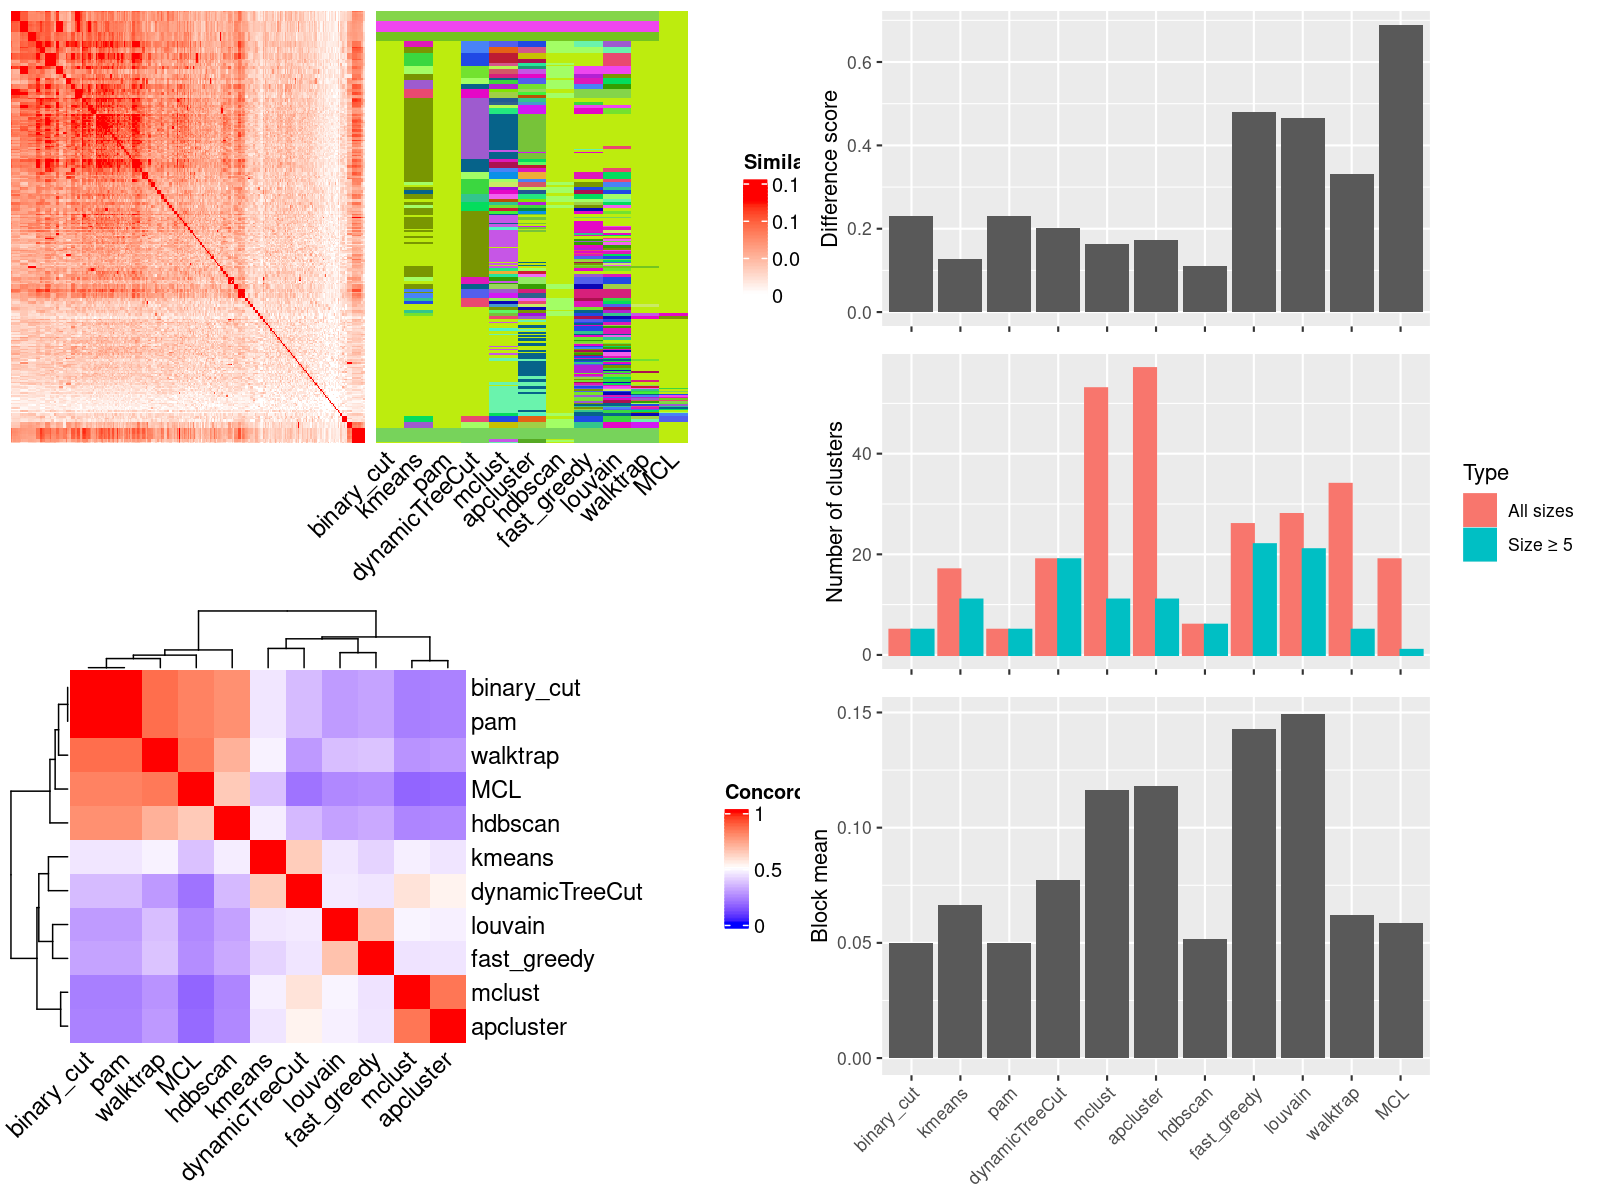 Simila
0.1
0.1
0.0
0
binary_cut
kmeans
pam
dynamicTreeCut
mclust
apcluster
hdbscan
fast_greedy
louvain
walktrap
MCL
binary_cut
pam
walktrap
MCL
hdbscan
kmeans
dynamicTreeCut
louvain
fast_greedy
mclust
apcluster
binary_cut
pam
walktrap
MCL
hdbscan
kmeans
dynamicTreeCut
louvain
fast_greedy
mclust
apcluster
Concord
1
0.5
0
Difference score
0.6
0.4
0.2
0.0
Number of clusters
40
20
0
Type
All sizes
Size ≥ 5
Block mean
0.15
0.10
0.05
0.00
binary_cut
kmeans
pam
dynamicTreeCut
mclust
apcluster
hdbscan
fast_greedy
louvain
walktrap
MCL